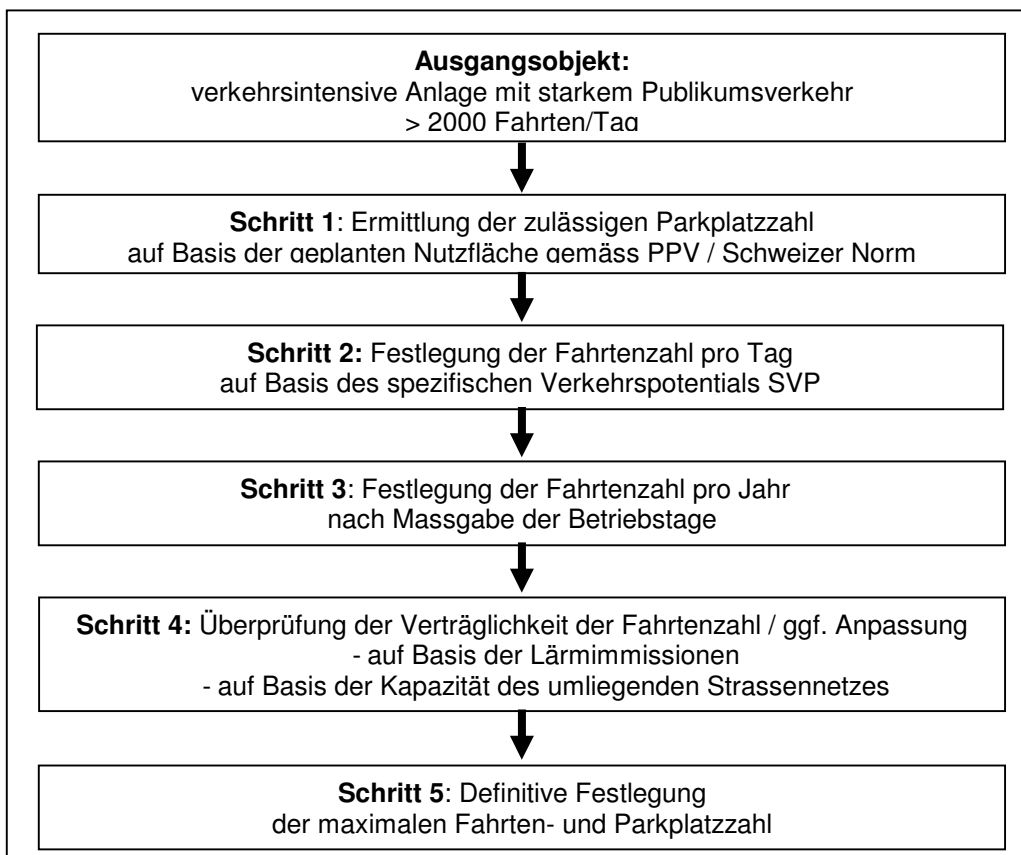 Ausgangsobjekt:
verkehrsintensive Anlage mit starkem Publikumsverkehr
> 2000 Fahrten/Tag
Schritt 1: Ermittlung der zulässigen Parkplatzzahl
auf Basis der geplanten Nutzfläche gemäss PPV / Schweizer Norm
Schritt 2: Festlegung der Fahrtenzahl pro Tag
auf Basis des spezifischen Verkehrspotentials SVP
Schritt 3: Festlegung der Fahrtenzahl pro Jahr
nach Massgabe der Betriebstage
Schritt 4: Überprüfung der Verträglichkeit der Fahrtenzahl / ggf. Anpassung
- auf Basis der Lärmimmissionen
- auf Basis der Kapazität des umliegenden Strassennetzes
Schritt 5: Definitive Festlegung
der maximalen Fahrten- und Parkplatzzahl